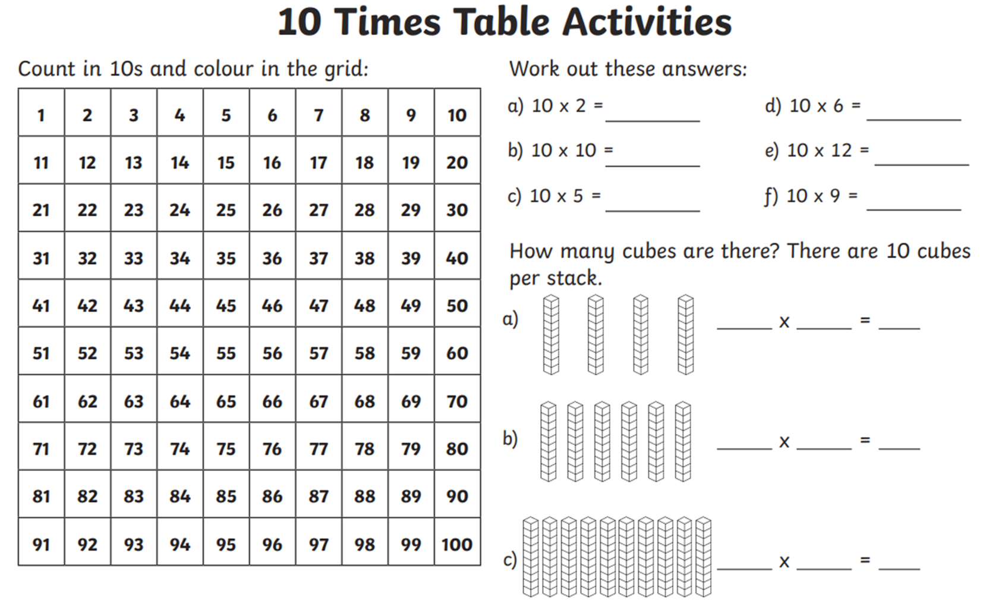 10 Times Table Activities
Count in 10s and colour in the grid:
1 2 3 4 5 6 7 8 9 10
11 12 13 14 15 16 17 18 19 20
21 22 23 24 25 26 27 28 29 30
31 32 33 34 35 36 37 38 39 40
41 42 43 44 45 46 47 48 49 50
51 52 53 54 55 56 57 58 59 60
61 62 63 64 65 66 67 68 69 70
71 72 73 74 75 76 77 78 79 80
81 82 83 84 85 86 87 88 89 90
91 92 93 94 95 96 97 98 99 100
Work out these answers:
a) 10 x 2 = ________
b) 10 x 10 = ________
c) 10 x 5 = ________
d) 10 x 6 = ________
e) 10 x 12 = ________
f) 10 x 9 = ________
How many cubes are there? There are 10 cubes
per stack.
a) _____ x _____ = ____
b) _____ x _____ = ____
c) _____ x _____ = ____